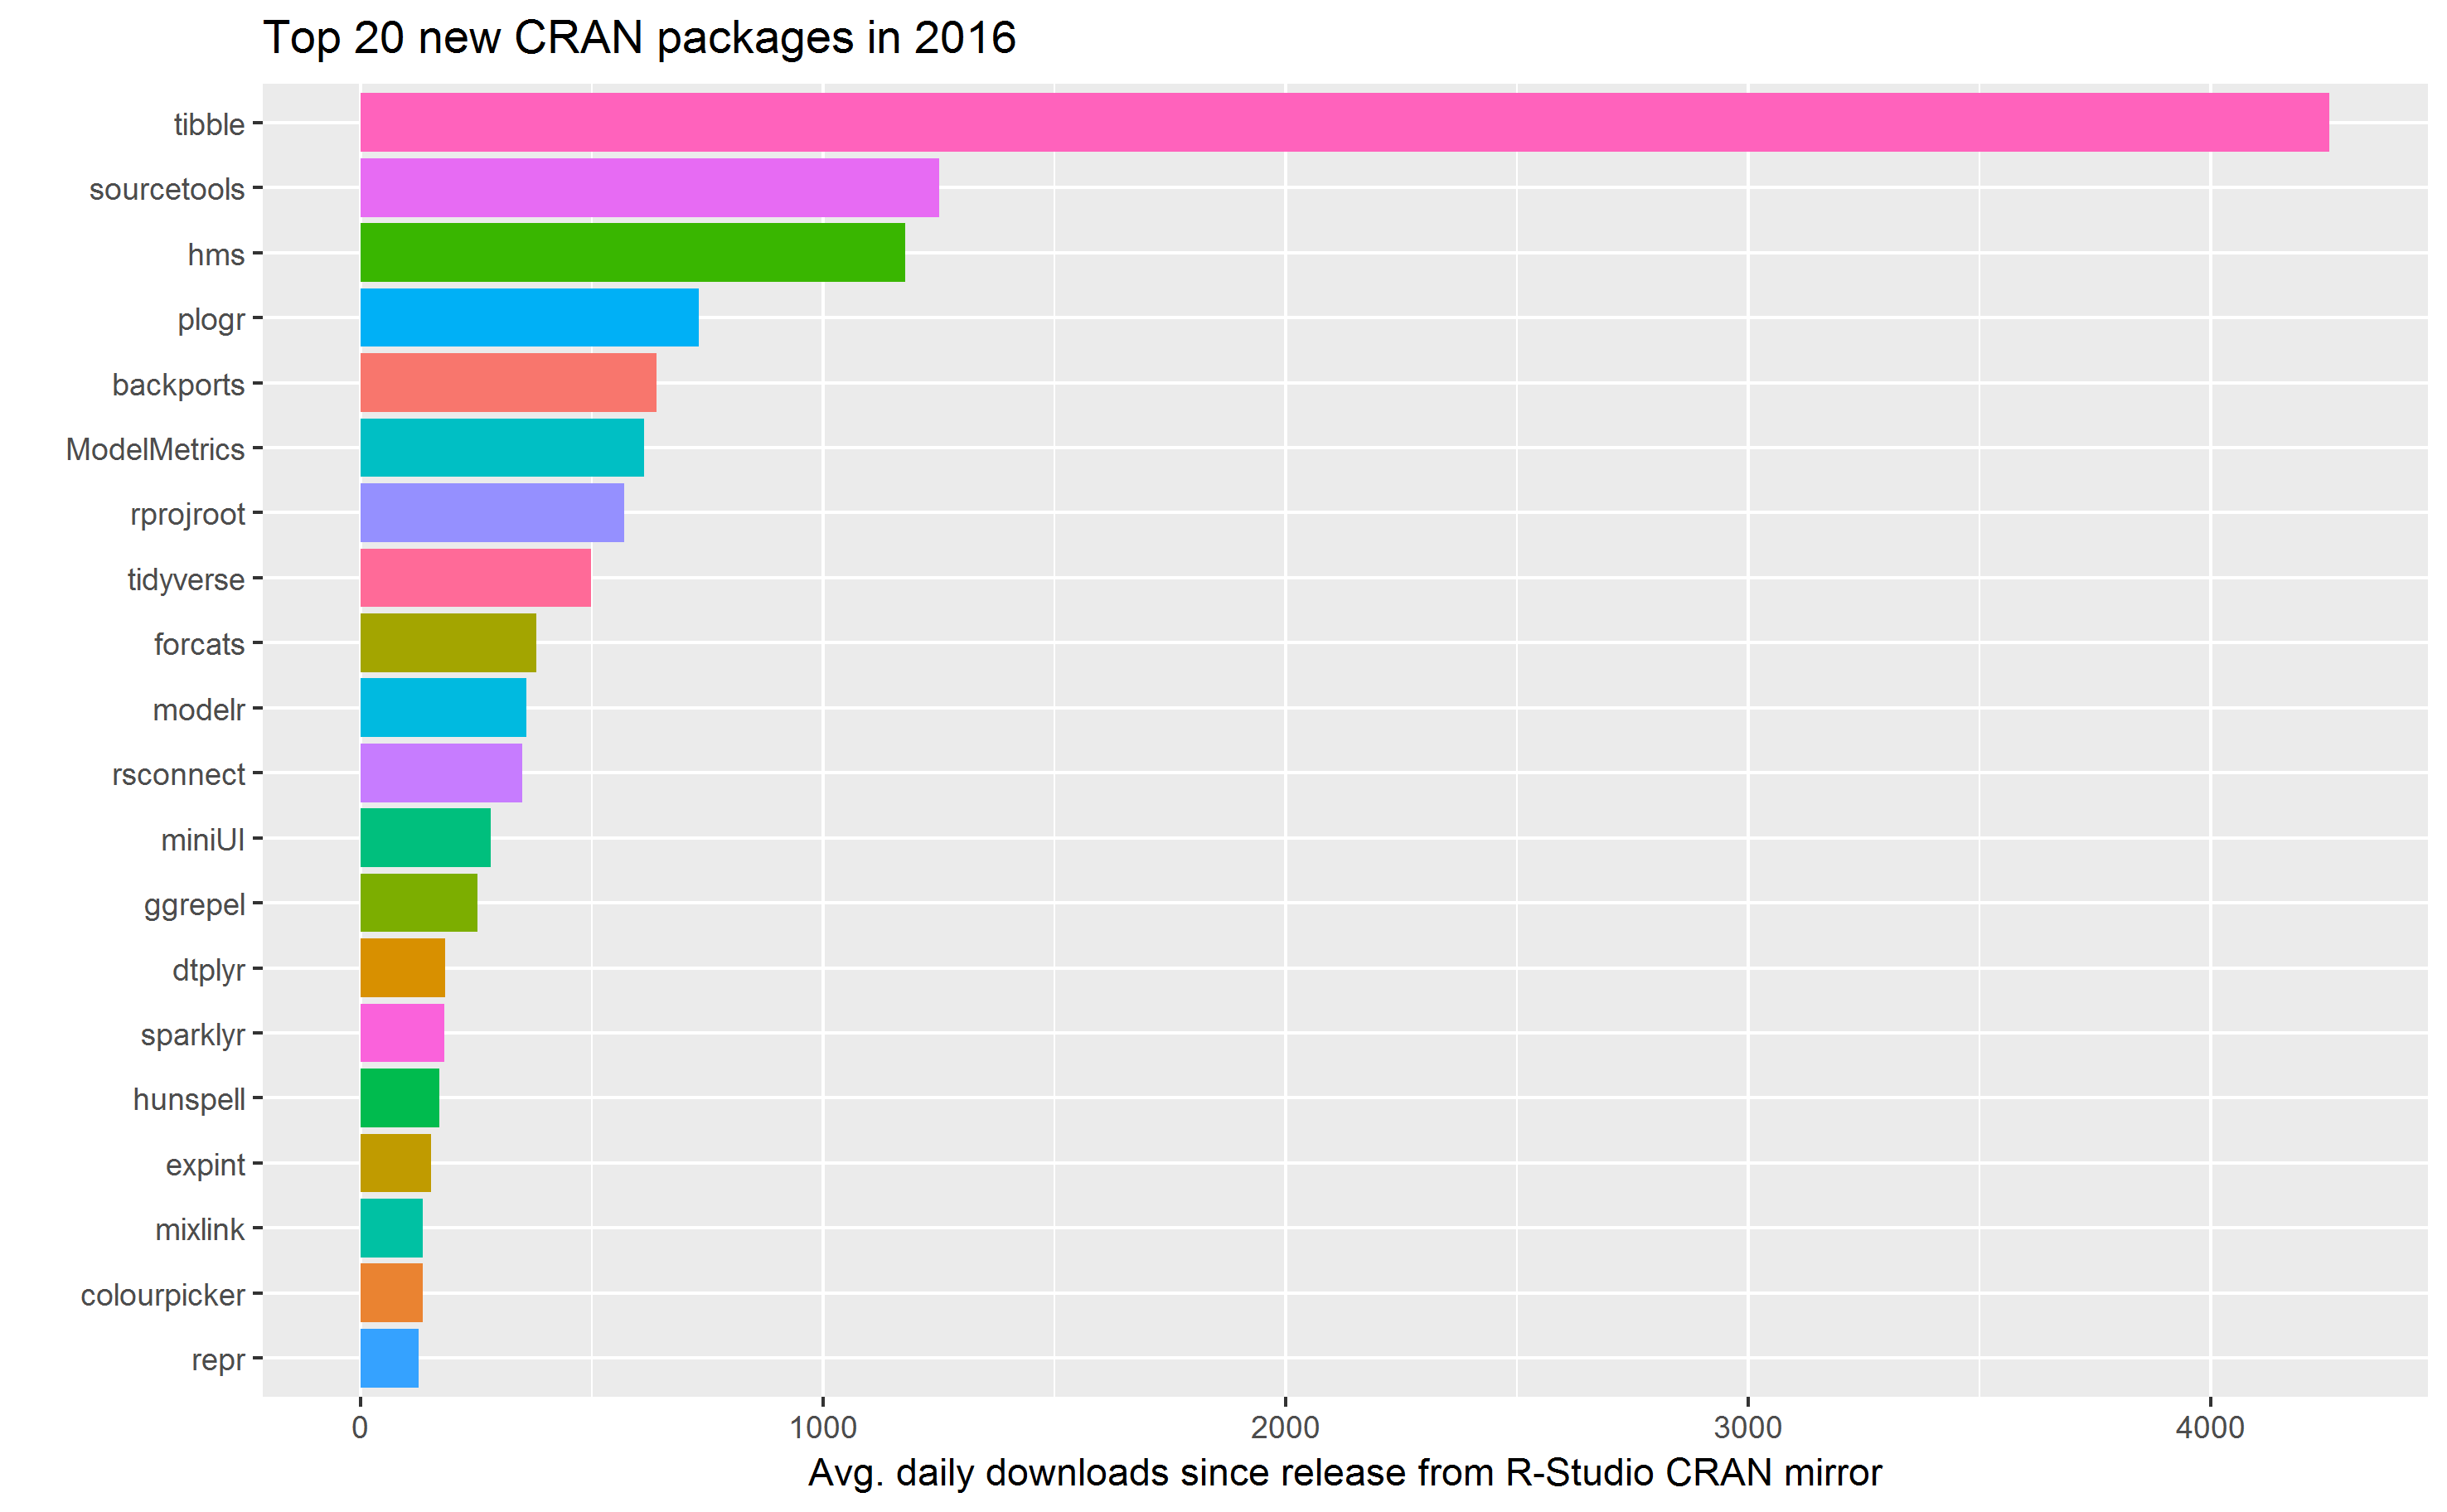 Top 20 new CRAN packages in 2016
tibble
sourcetools
hms
plogr
backports
ModelMetrics
rprojroot
tidyverse
forcats
modelr
rsconnect
miniUI
ggrepel
dtplyr
sparklyr
hunspell
expint
mixlink
colourpicker
repr
0 1000 2000 3000 4000
Avg. daily downloads since release from R-Studio CRAN mirror